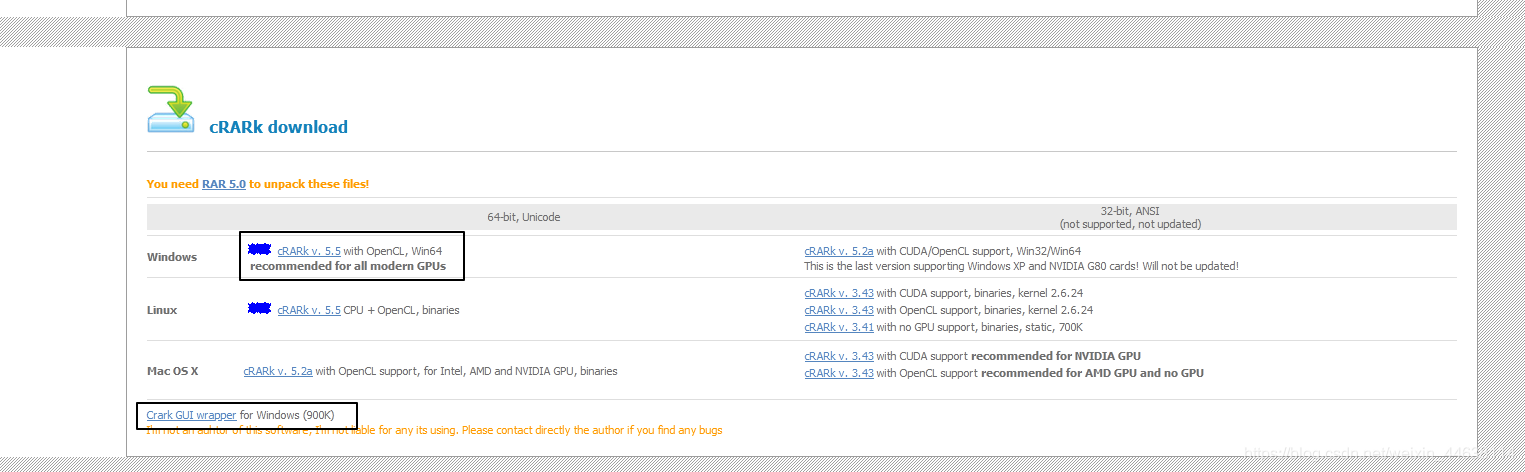 cRARk download
You need RAR 5.0 to unpack these files!
64-bit, Unicode
32-bit, ANSI
(not supported, not updated)
Windows
cRARk v. 5.5 with OpenCL, Win64
recommended for all modern GPUs
cRARk v. 5.2a with CUDA/OpenCL support, Win32/Win64
This is the last version supporting Windows XP and NVIDIA G80 cards! Will not be updated!
Linux
cRARk v. 5.5 CPU + OpenCL, binaries
cRARk v. 3.43 with CUDA support, binaries, kernel 2.6.24
cRARk v. 3.43 with OpenCL support, binaries, kernel 2.6.24
cRARk v. 3.41 with no GPU support, binaries, static, 700K
Mac OS X
cRARk v. 5.2a with OpenCL support, for Intel, AMD and NVIDIA GPU, binaries
cRARk v. 3.43 with CUDA support recommended for NVIDIA GPU
cRARk v. 3.43 with OpenCL support recommended for AMD GPU and no GPU
Crark GUI wrapper for Windows (900K)
I'm not an auhtor of this software, I'm not liable for any its using. Please contact directly the author if you find any bugs